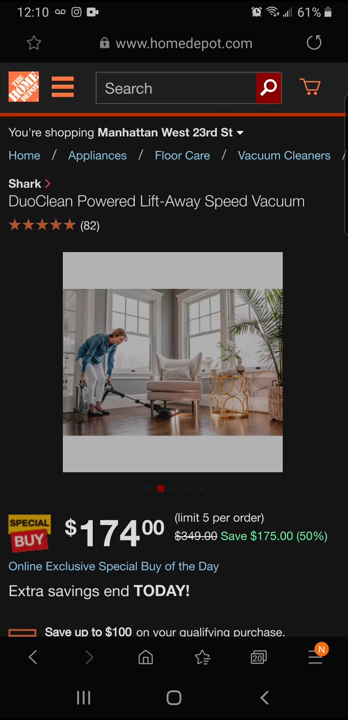 12:10
61%
www.homedepot.com
THE HOME DEPOT
Search
You're shopping Manhattan West 23rd St
Home / Appliances / Floor Care / Vacuum Cleaners /
Shark >
DuoClean Powered Lift-Away Speed Vacuum
(82)
SPECIAL BUY
$174.00
(limit 5 per order)
$349.00 Save $175.00 (50%)
Online Exclusive Special Buy of the Day
Extra savings end TODAY!
Save up to $100 on your qualifying purchase.
20
N